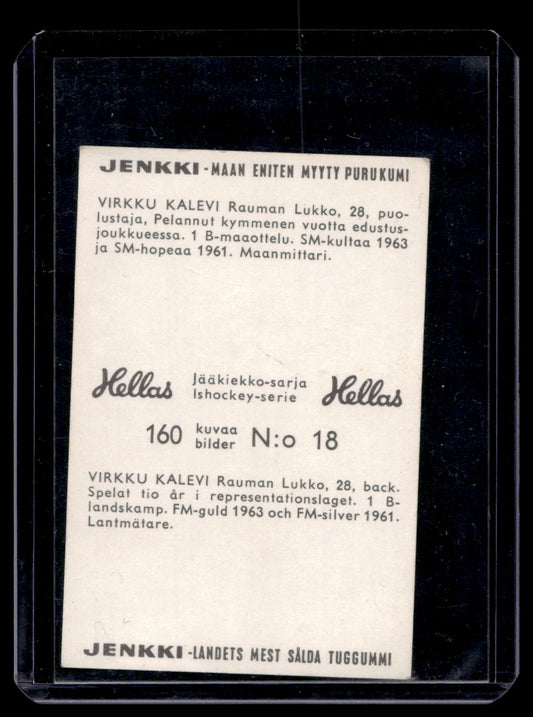 JENKKI - MAAN ENITEN MYYTY PURUKUMI
VIRKKU KALEVI Rauman Lukko, 28, puo-
lustaja, Pelannut kymmenen vuotta edustus-
joukkueessa. 1 B-maaottelu. SM-kultaa 1963
ja SM-hopeaa 1961. Maanmittari.
Hellas Jääkiekko-sarja Hellas
Ishockey-serie
160 kuvaa N:o 18
bilder
VIRKKU KALEVI Rauman Lukko, 28, back.
Spelat tio år i representationslaget. 1 B-
landskamp. FM-guld 1963 och FM-silver 1961.
Lantmätare.
JENKKI - LANDETS MEST SÅLDA TUGGUMMI